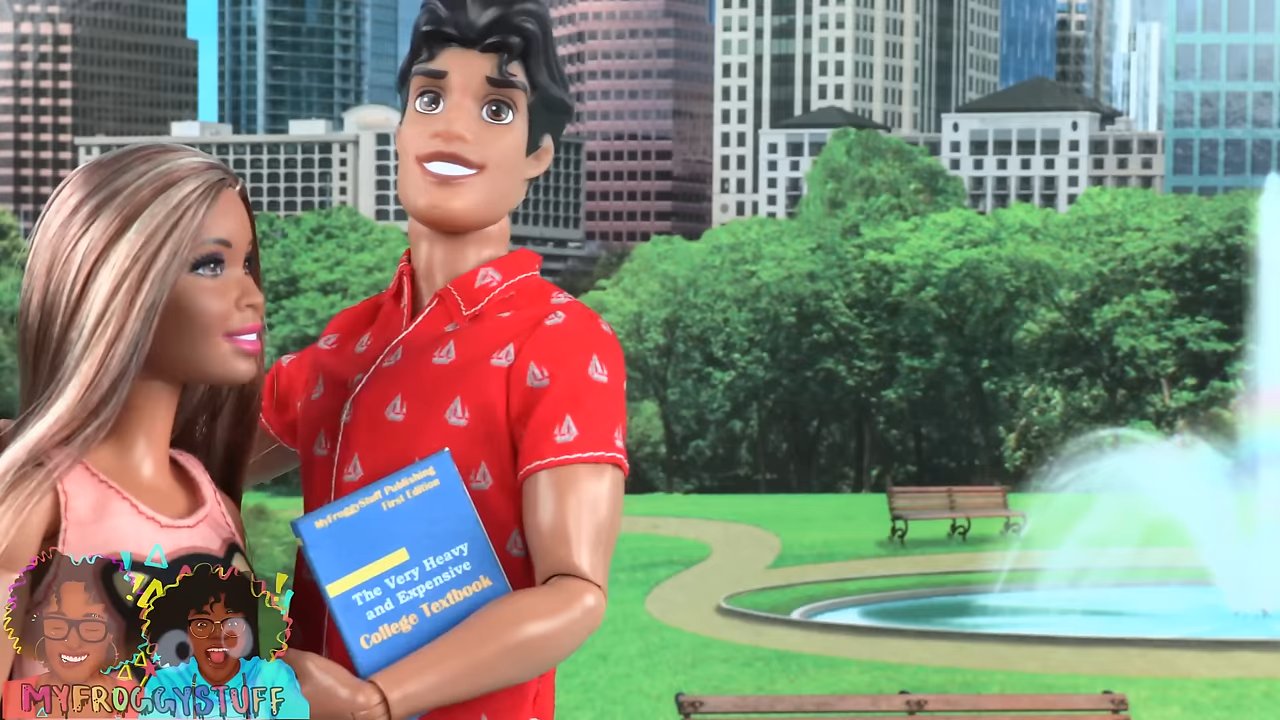 MyFroggyStuff Publishing
First Edition
The Very Heavy
and Expensive
College Textbook
MYFROGGYSTUFF